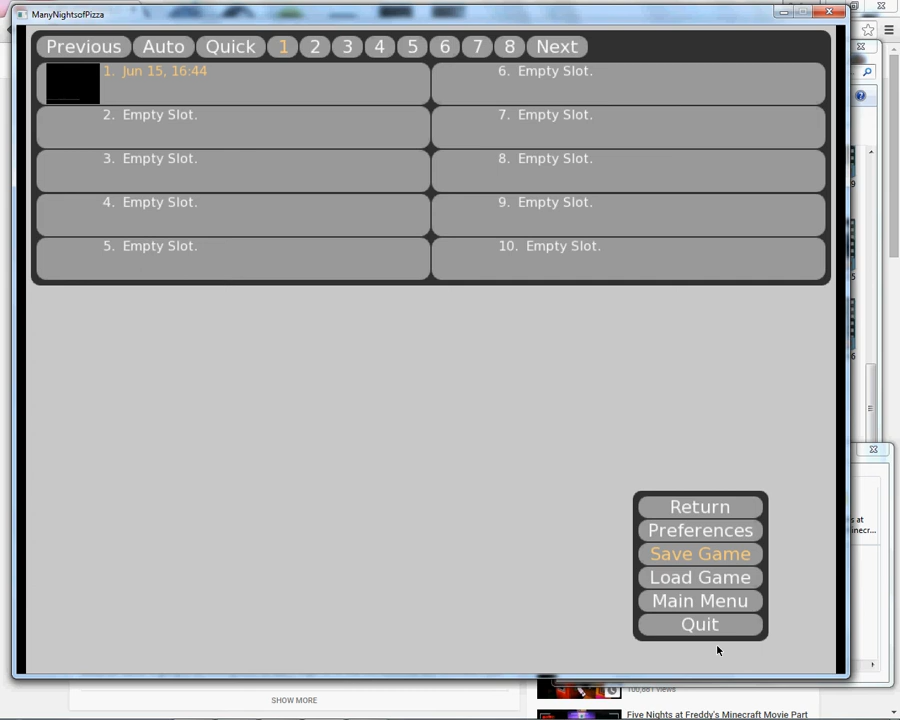 ManyNightsofPizza
Previous Auto Quick 1 2 3 4 5 6 7 8 Next
1. Jun 15, 16:44
2. Empty Slot.
3. Empty Slot.
4. Empty Slot.
5. Empty Slot.
6. Empty Slot.
7. Empty Slot.
8. Empty Slot.
9. Empty Slot.
10. Empty Slot.
Return
Preferences
Save Game
Load Game
Main Menu
Quit
SHOW MORE
views
Five Nights at Freddy's Minecraft Movie Part